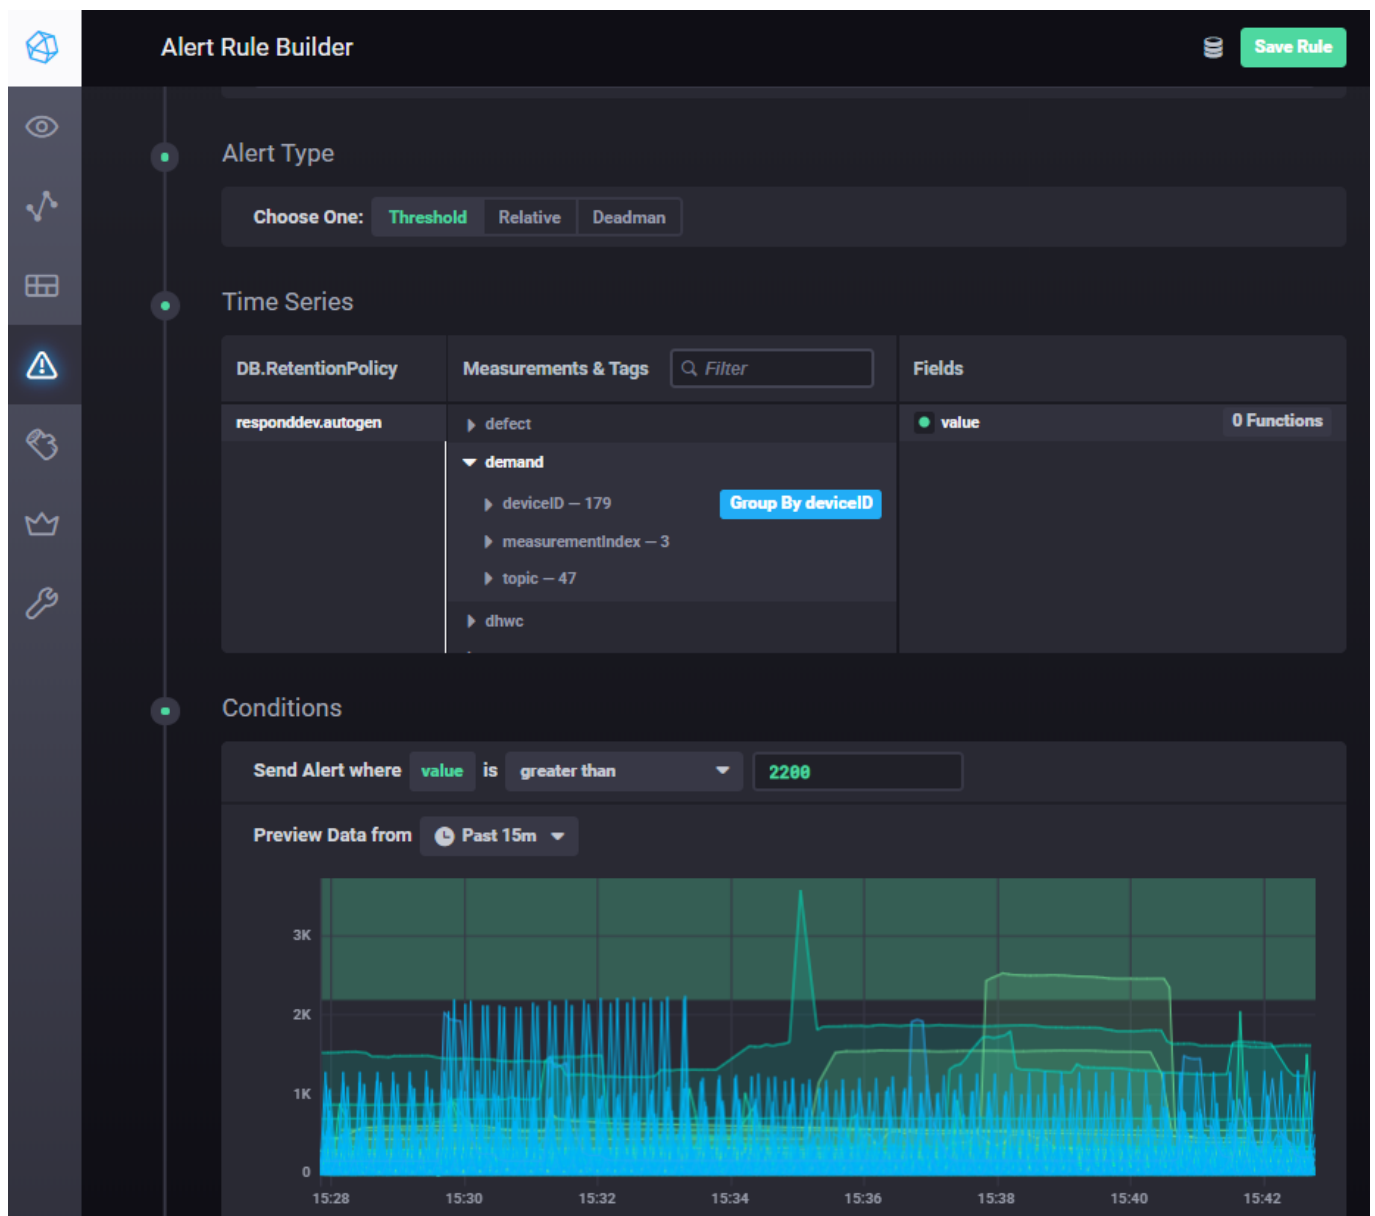 Alert Rule Builder
Save Rule
Alert Type
Choose One: Threshold Relative Deadman
Time Series
DB.RetentionPolicy Measurements & Tags Filter Fields
responddev.autogen defect value 0 Functions
demand
deviceID — 179 Group By deviceID
measurementIndex — 3
topic — 47
dhwc
Conditions
Send Alert where value is greater than 2200
Preview Data from Past 15m
3K
2K
1K
0
15:28 15:30 15:32 15:34 15:36 15:38 15:40 15:42